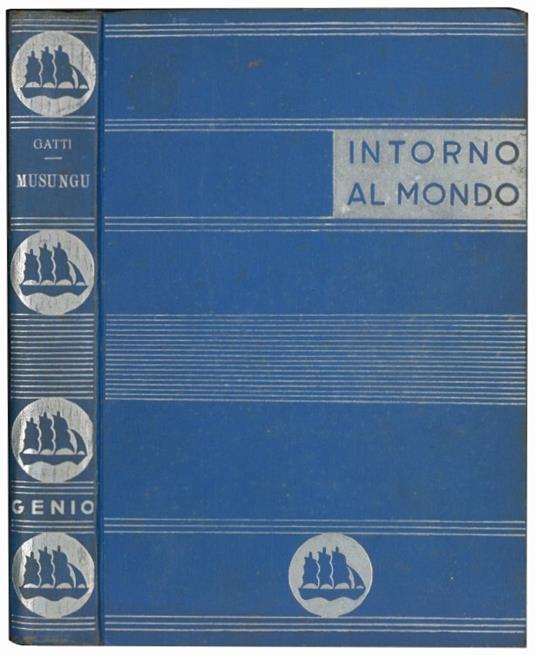 GATTI
MUSUNGU
GENIO
INTORNO
AL MONDO